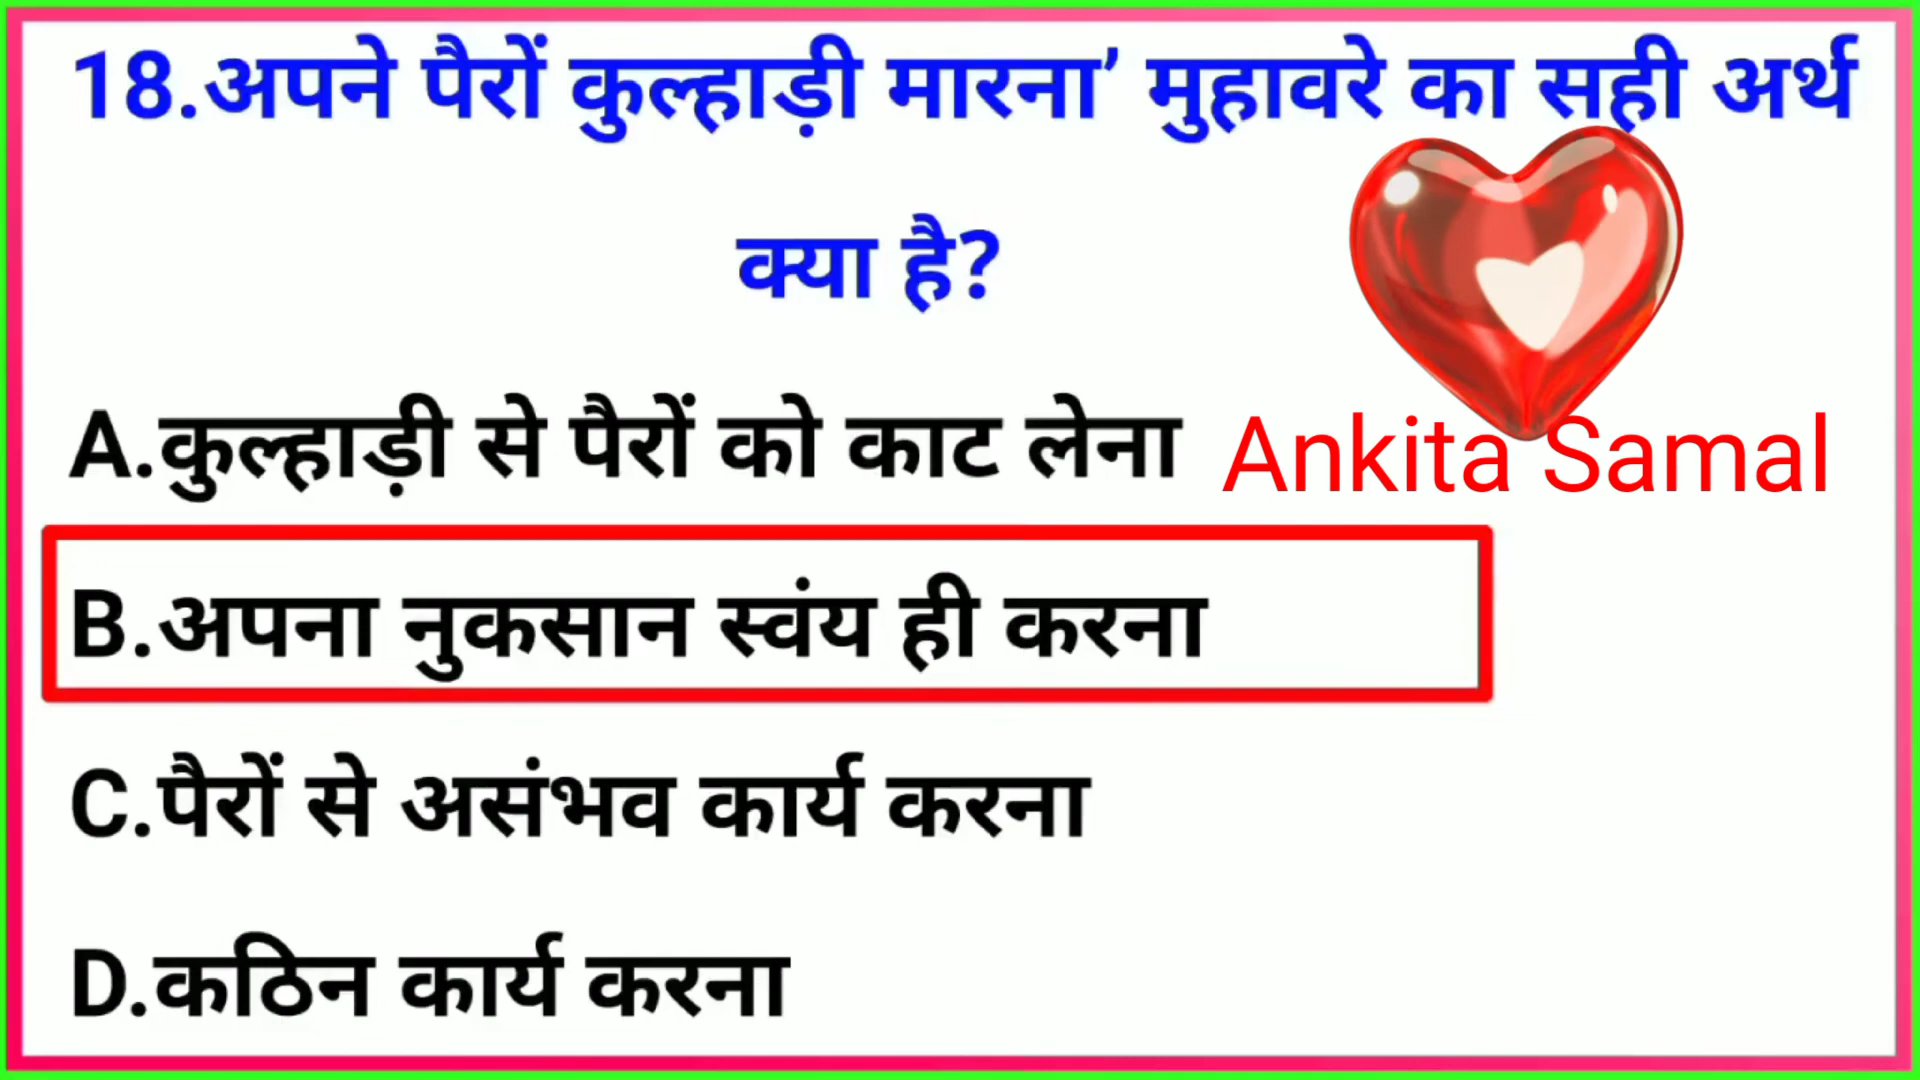 18.अपने पैरों कुल्हाड़ी मारना’ मुहावरे का सही अर्थ
क्या है?
A.कुल्हाड़ी से पैरों को काट लेना
Ankita Samal
B.अपना नुकसान स्वंय ही करना
C.पैरों से असंभव कार्य करना
D.कठिन कार्य करना